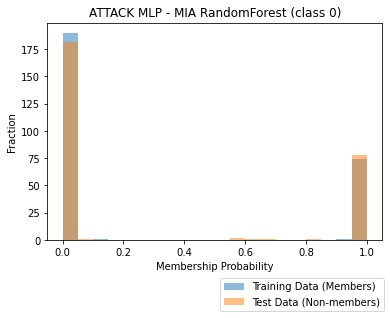 ATTACK MLP - MIA RandomForest (class 0)
175
150
125
100
75
50
25
0
Fraction
0.0 0.2 0.4 0.6 0.8 1.0
Membership Probability
Training Data (Members)
Test Data (Non-members)